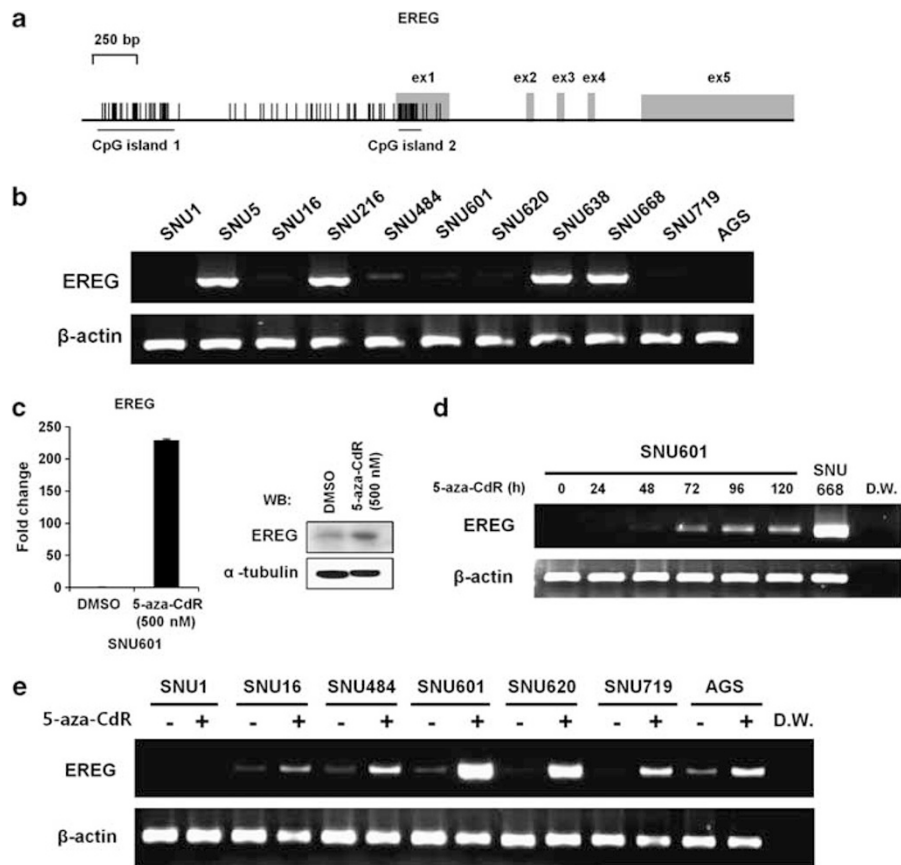 a
EREG
250 bp
ex1 ex2 ex3 ex4 ex5
CpG island 1 CpG island 2
b
SNU1 SNU5 SNU16 SNU216 SNU484 SNU601 SNU620 SNU638 SNU668 SNU719 AGS
EREG
β-actin
c
EREG
Fold change
250
200
150
100
50
0
DMSO 5-aza-CdR
(500 nM)
SNU601
WB: DMSO 5-aza-CdR (500 nM)
EREG
α -tubulin
d
SNU601 SNU
5-aza-CdR (h) 0 24 48 72 96 120 668 D.W.
EREG
β-actin
e
SNU1 SNU16 SNU484 SNU601 SNU620 SNU719 AGS
5-aza-CdR - + - + - + - + - + - + - + D.W.
EREG
β-actin